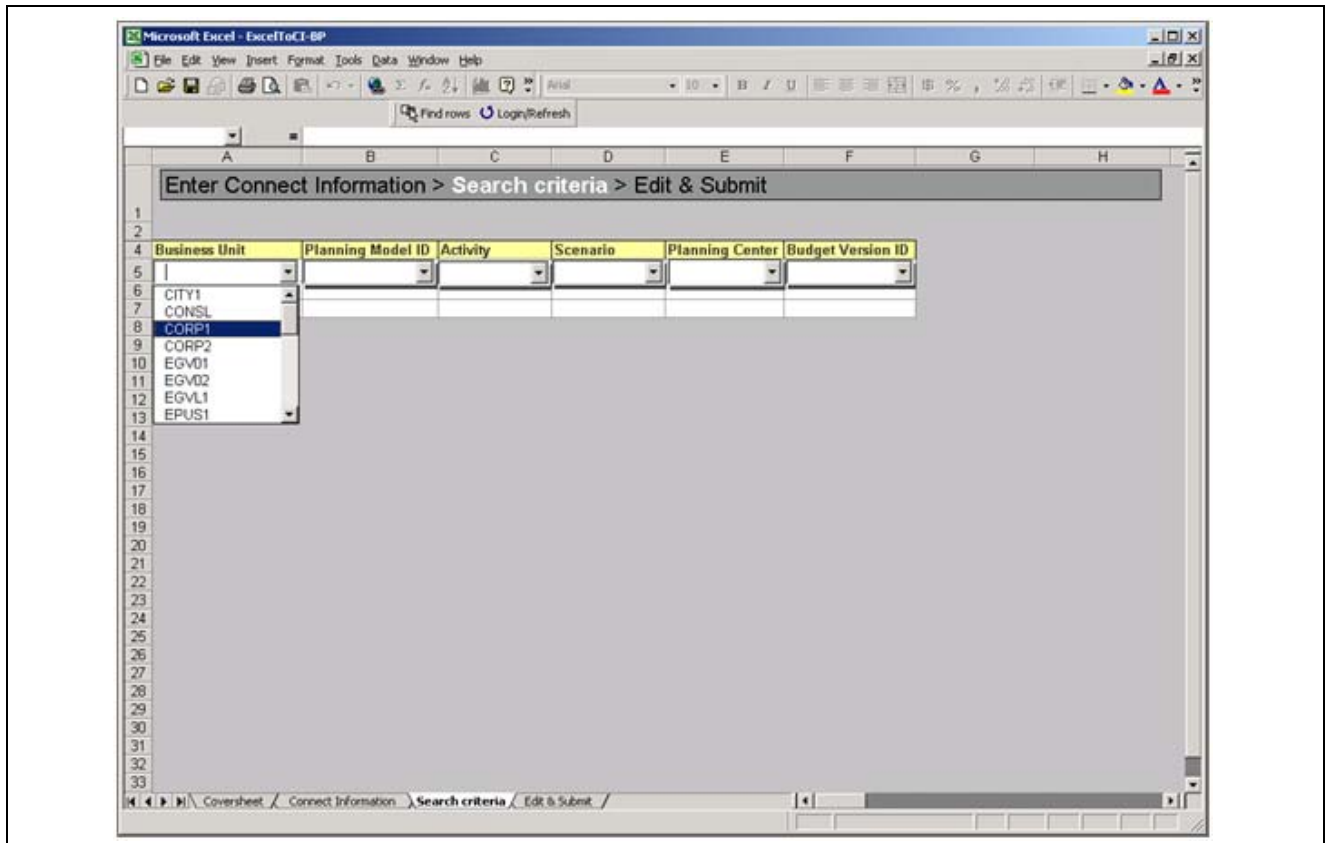 Microsoft Excel - ExcelToCI-BP
File Edit View Insert Format Tools Data Window Help
Arial 10 B I U $ % ,
Find rows Login/Refresh
=
A B C D E F G H
Enter Connect Information > Search criteria > Edit & Submit
1
2
4 Business Unit Planning Model ID Activity Scenario Planning Center Budget Version ID
5
6 CITY1
7 CONSL
8 CORP1
9 CORP2
10 EGV01
11 EGV02
12 EGVL1
13 EPUS1
14
15
16
17
18
19
20
21
22
23
24
25
26
27
28
29
30
31
32
33
Coversheet Connect Information Search criteria Edit & Submit